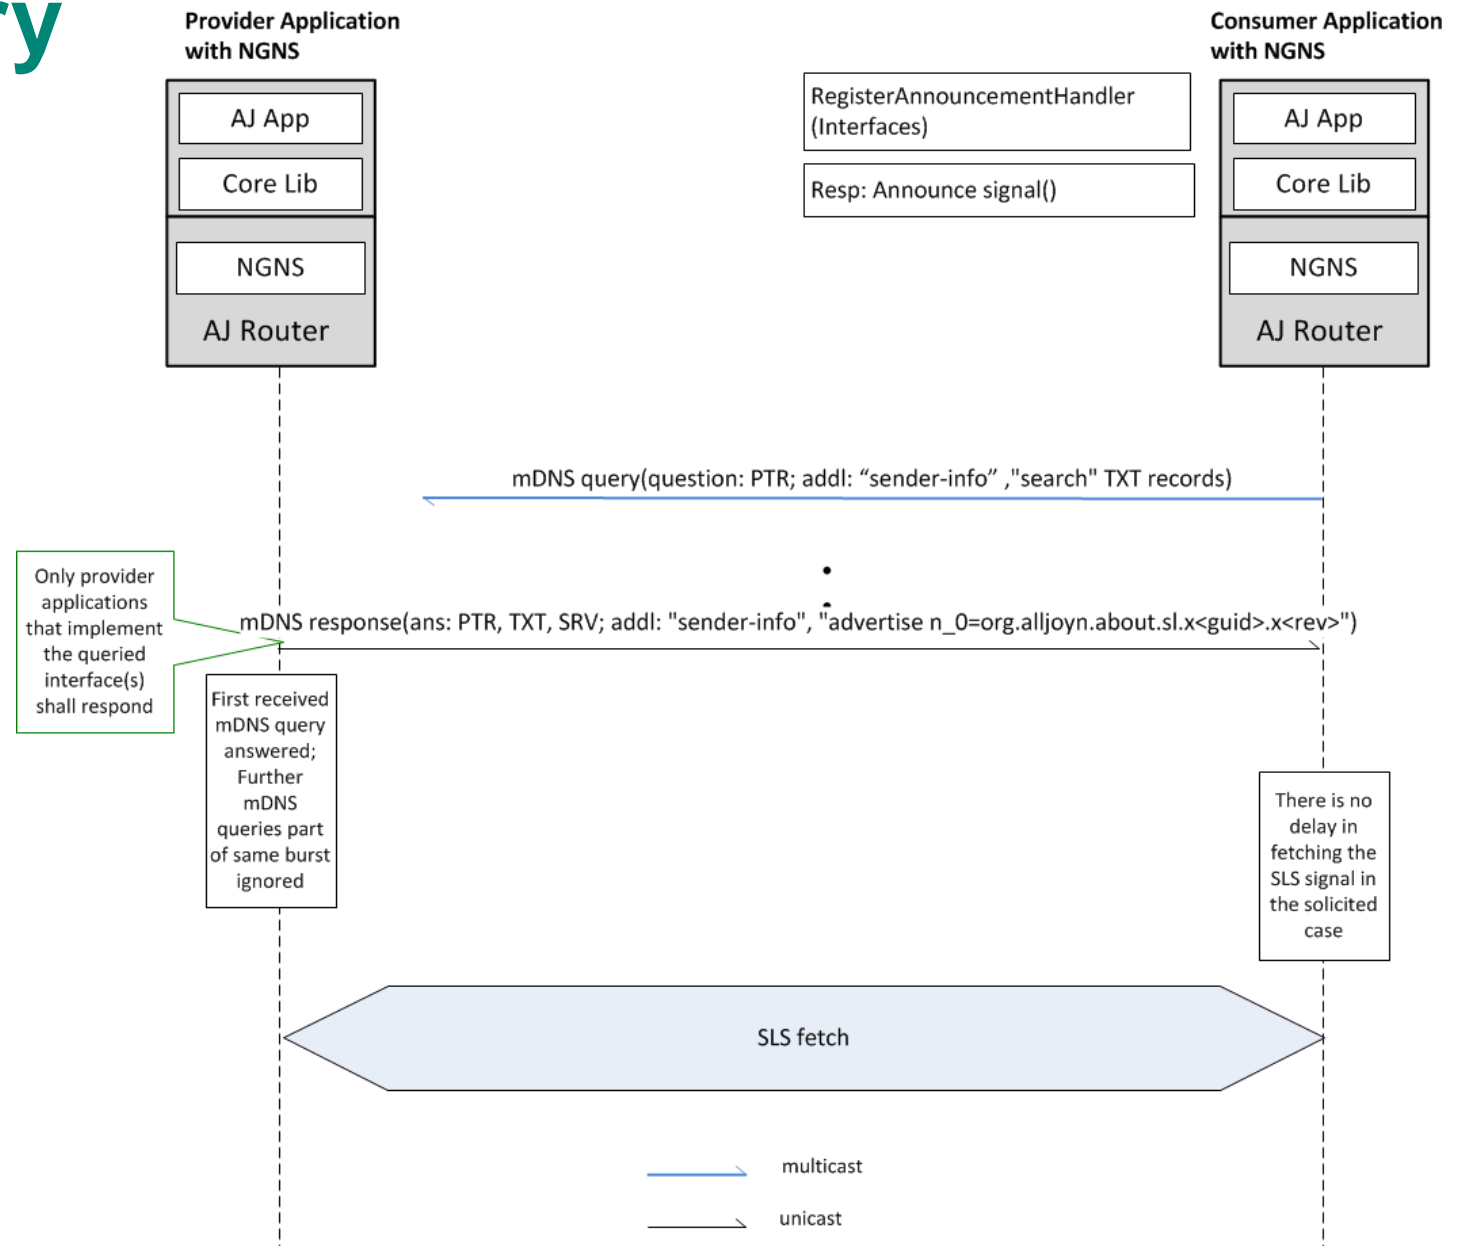 ry
Provider Application
with NGNS
Consumer Application
with NGNS
AJ App
Core Lib
NGNS
AJ Router
RegisterAnnouncementHandler
(Interfaces)
Resp: Announce signal()
AJ App
Core Lib
NGNS
AJ Router
mDNS query(question: PTR; addl: “sender-info” ,"search" TXT records)
Only provider
applications
that implement
the queried
interface(s)
shall respond
mDNS response(ans: PTR, TXT, SRV; addl: "sender-info", "advertise n_0=org.alljoyn.about.sl.x<guid>.x<rev>")
First received
mDNS query
answered;
Further
mDNS
queries part
of same burst
ignored
There is no
delay in
fetching the
SLS signal in
the solicited
case
SLS fetch
multicast
unicast